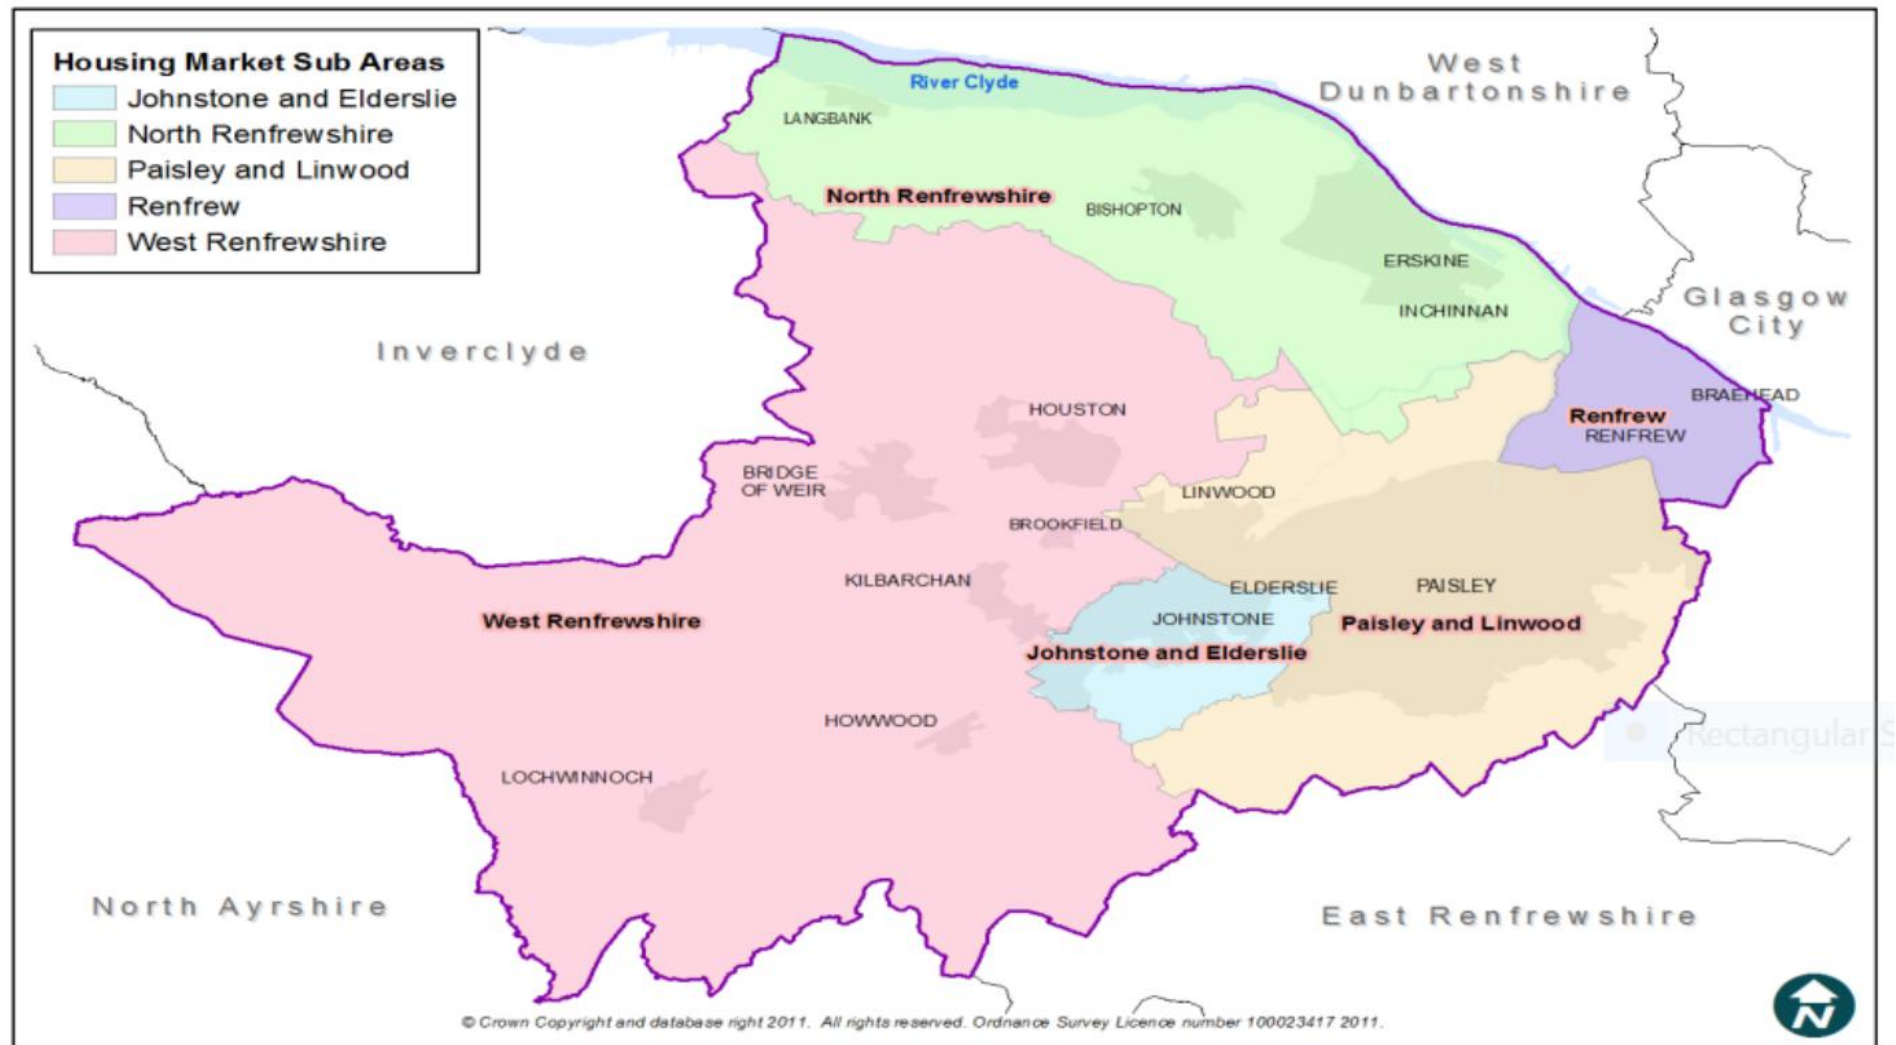 Housing Market Sub Areas
Johnstone and Elderslie
North Renfrewshire
Paisley and Linwood
Renfrew
West Renfrewshire
River Clyde
West
Dunbartonshire
LANGBANK
North Renfrewshire
BISHOPTON
ERSKINE
INCHINNAN
Glasgow
City
Inverclyde
BRAEHEAD
Renfrew
RENFREW
HOUSTON
BRIDGE
OF WEIR
LINWOOD
BROOKFIELD
KILBARCHAN
ELDERSLIE
PAISLEY
West Renfrewshire
JOHNSTONE
Paisley and Linwood
Johnstone and Elderslie
HOWWOOD
Rectangular S
LOCHWINNOCH
North Ayrshire
East Renfrewshire
© Crown Copyright and database right 2011. All rights reserved. Ordnance Survey Licence number 100023417 2011.
N